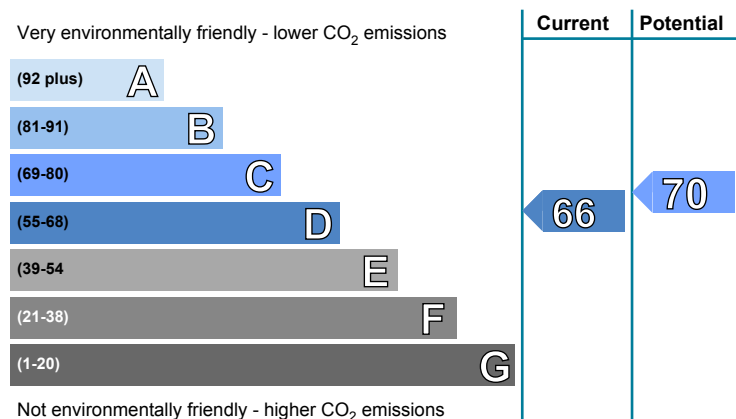 Very environmentally friendly - lower CO₂ emissions
Current
Potential
(92 plus) A
(81-91) B
(69-80) C
(55-68) D
(39-54 E
(21-38) F
(1-20) G
66
70
Not environmentally friendly - higher CO₂ emissions